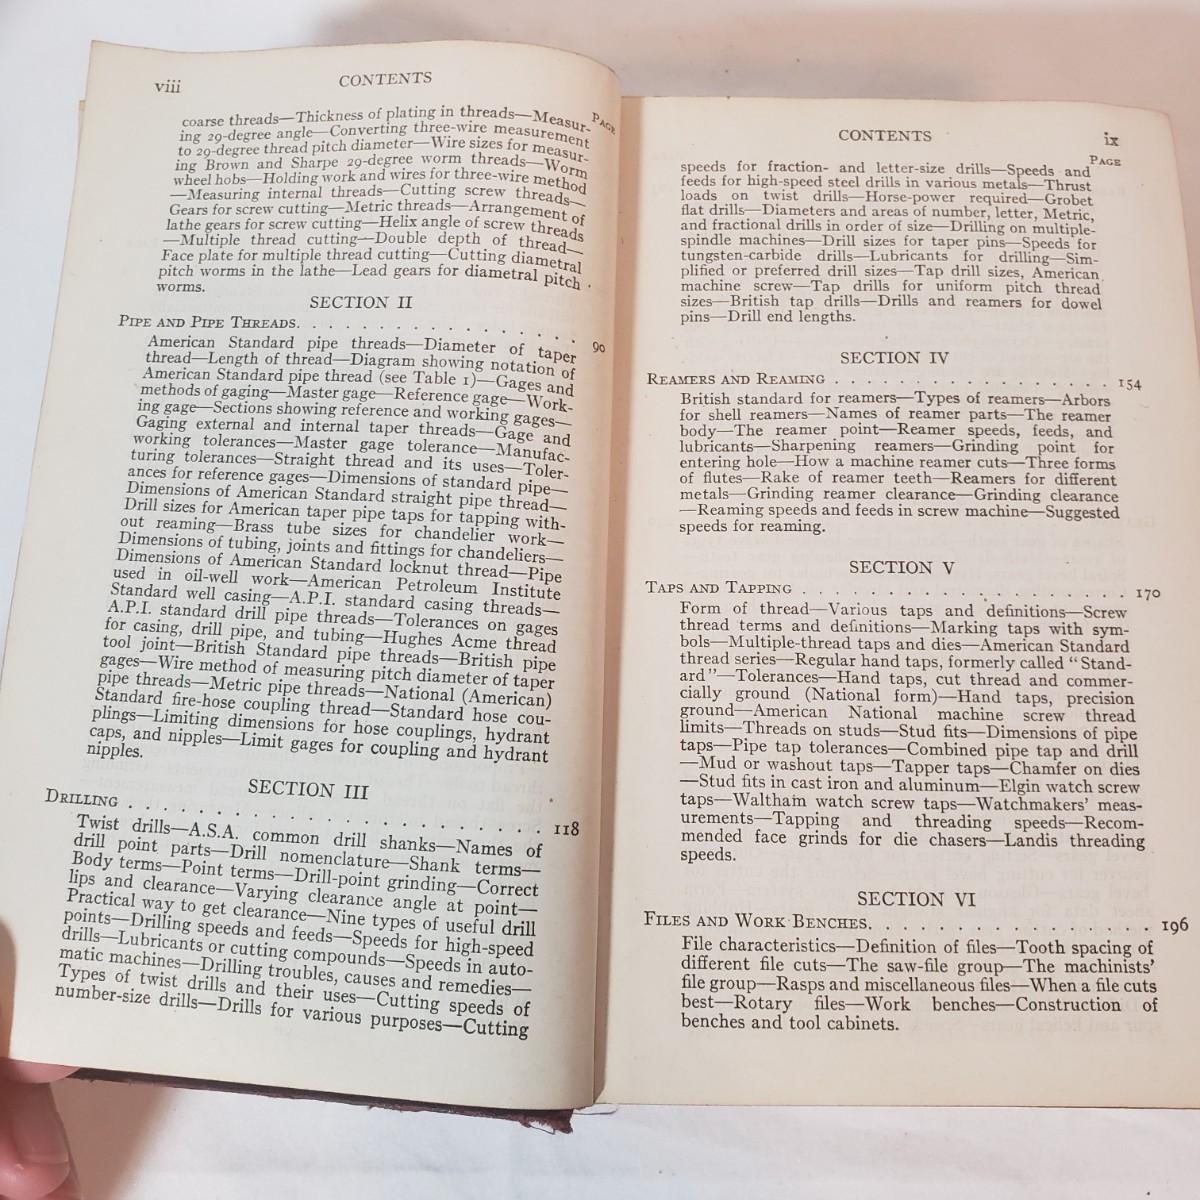 viii CONTENTS
PAGE
coarse threads—Thickness of plating in threads—Measur-
ing 29-degree angle—Converting three-wire measurement
to 29-degree thread pitch diameter—Wire sizes for measur-
ing Brown and Sharpe 29-degree worm threads—Worm
wheel hobs—Holding work and wires for three-wire method
—Measuring internal threads—Cutting screw threads—
Gears for screw cutting—Metric threads—Arrangement of
lathe gears for screw cutting—Helix angle of screw threads
—Multiple thread cutting—Double depth of thread—
Face plate for multiple thread cutting—Cutting diametral
pitch worms in the lathe—Lead gears for diametral pitch
worms.
SECTION II
PIPE AND PIPE THREADS. . . . . . . . . . . . . . . . 90
American Standard pipe threads—Diameter of taper
thread—Length of thread—Diagram showing notation of
American Standard pipe thread (see Table 1)—Gages and
methods of gaging—Master gage—Reference gage—Work-
ing gage—Sections showing reference and working gages—
Gaging external and internal taper threads—Gage and
working tolerances—Master gage tolerance—Manufac-
turing tolerances—Straight thread and its uses—Toler-
ances for reference gages—Dimensions of standard pipe—
Dimensions of American Standard straight pipe thread—
Drill sizes for American taper pipe taps for tapping with-
out reaming—Brass tube sizes for chandelier work—
Dimensions of tubing, joints and fittings for chandeliers—
Dimensions of American Standard locknut thread—Pipe
used in oil-well work—American Petroleum Institute
Standard well casing—A.P.I. standard casing threads—
A.P.I. standard drill pipe threads—Tolerances on gages
for casing, drill pipe, and tubing—Hughes Acme thread
tool joint—British Standard pipe threads—British pipe
gages—Wire method of measuring pitch diameter of taper
pipe threads—Metric pipe threads—National (American)
Standard fire-hose coupling thread—Standard hose cou-
plings—Limiting dimensions for hose couplings, hydrant
caps, and nipples—Limit gages for coupling and hydrant
nipples.
SECTION III
DRILLING . . . . . . . . . . . . . . . . . . . . . . 118
Twist drills—A.S.A. common drill shanks—Names of
drill point parts—Drill nomenclature—Shank terms—
Body terms—Point terms—Drill-point grinding—Correct
lips and clearance—Varying clearance angle at point—
Practical way to get clearance—Nine types of useful drill
points—Drilling speeds and feeds—Speeds for high-speed
drills—Lubricants or cutting compounds—Speeds in auto-
matic machines—Drilling troubles, causes and remedies—
Types of twist drills and their uses—Cutting speeds of
number-size drills—Drills for various purposes—Cutting
CONTENTS ix
PAGE
speeds for fraction- and letter-size drills—Speeds and
feeds for high-speed steel drills in various metals—Thrust
loads on twist drills—Horse-power required—Grobet
flat drills—Diameters and areas of number, letter, Metric,
and fractional drills in order of size—Drilling on multiple-
spindle machines—Drill sizes for taper pins—Speeds for
tungsten-carbide drills—Lubricants for drilling—Sim-
plified or preferred drill sizes—Tap drill sizes, American
machine screw—Tap drills for uniform pitch thread
sizes—British tap drills—Drills and reamers for dowel
pins—Drill end lengths.
SECTION IV
REAMERS AND REAMING . . . . . . . . . . . . . . . . . 154
British standard for reamers—Types of reamers—Arbors
for shell reamers—Names of reamer parts—The reamer
body—The reamer point—Reamer speeds, feeds, and
lubricants—Sharpening reamers—Grinding point for
entering hole—How a machine reamer cuts—Three forms
of flutes—Rake of reamer teeth—Reamers for different
metals—Grinding reamer clearance—Grinding clearance
—Reaming speeds and feeds in screw machine—Suggested
speeds for reaming.
SECTION V
TAPS AND TAPPING . . . . . . . . . . . . . . . . . . . 170
Form of thread—Various taps and definitions—Screw
thread terms and definitions—Marking taps with sym-
bols—Multiple-thread taps and dies—American Standard
thread series—Regular hand taps, formerly called "Stand-
ard"—Tolerances—Hand taps, cut thread and commer-
cially ground (National form)—Hand taps, precision
ground—American National machine screw thread
limits—Threads on studs—Stud fits—Dimensions of pipe
taps—Pipe tap tolerances—Combined pipe tap and drill
—Mud or washout taps—Tapper taps—Chamfer on dies
—Stud fits in cast iron and aluminum—Elgin watch screw
taps—Waltham watch screw taps—Watchmakers' meas-
urements—Tapping and threading speeds—Recom-
mended face grinds for die chasers—Landis threading
speeds.
SECTION VI
FILES AND WORK BENCHES. . . . . . . . . . . . . . . . 196
File characteristics—Definition of files—Tooth spacing of
different file cuts—The saw-file group—The machinists'
file group—Rasps and miscellaneous files—When a file cuts
best—Rotary files—Work benches—Construction of
benches and tool cabinets.